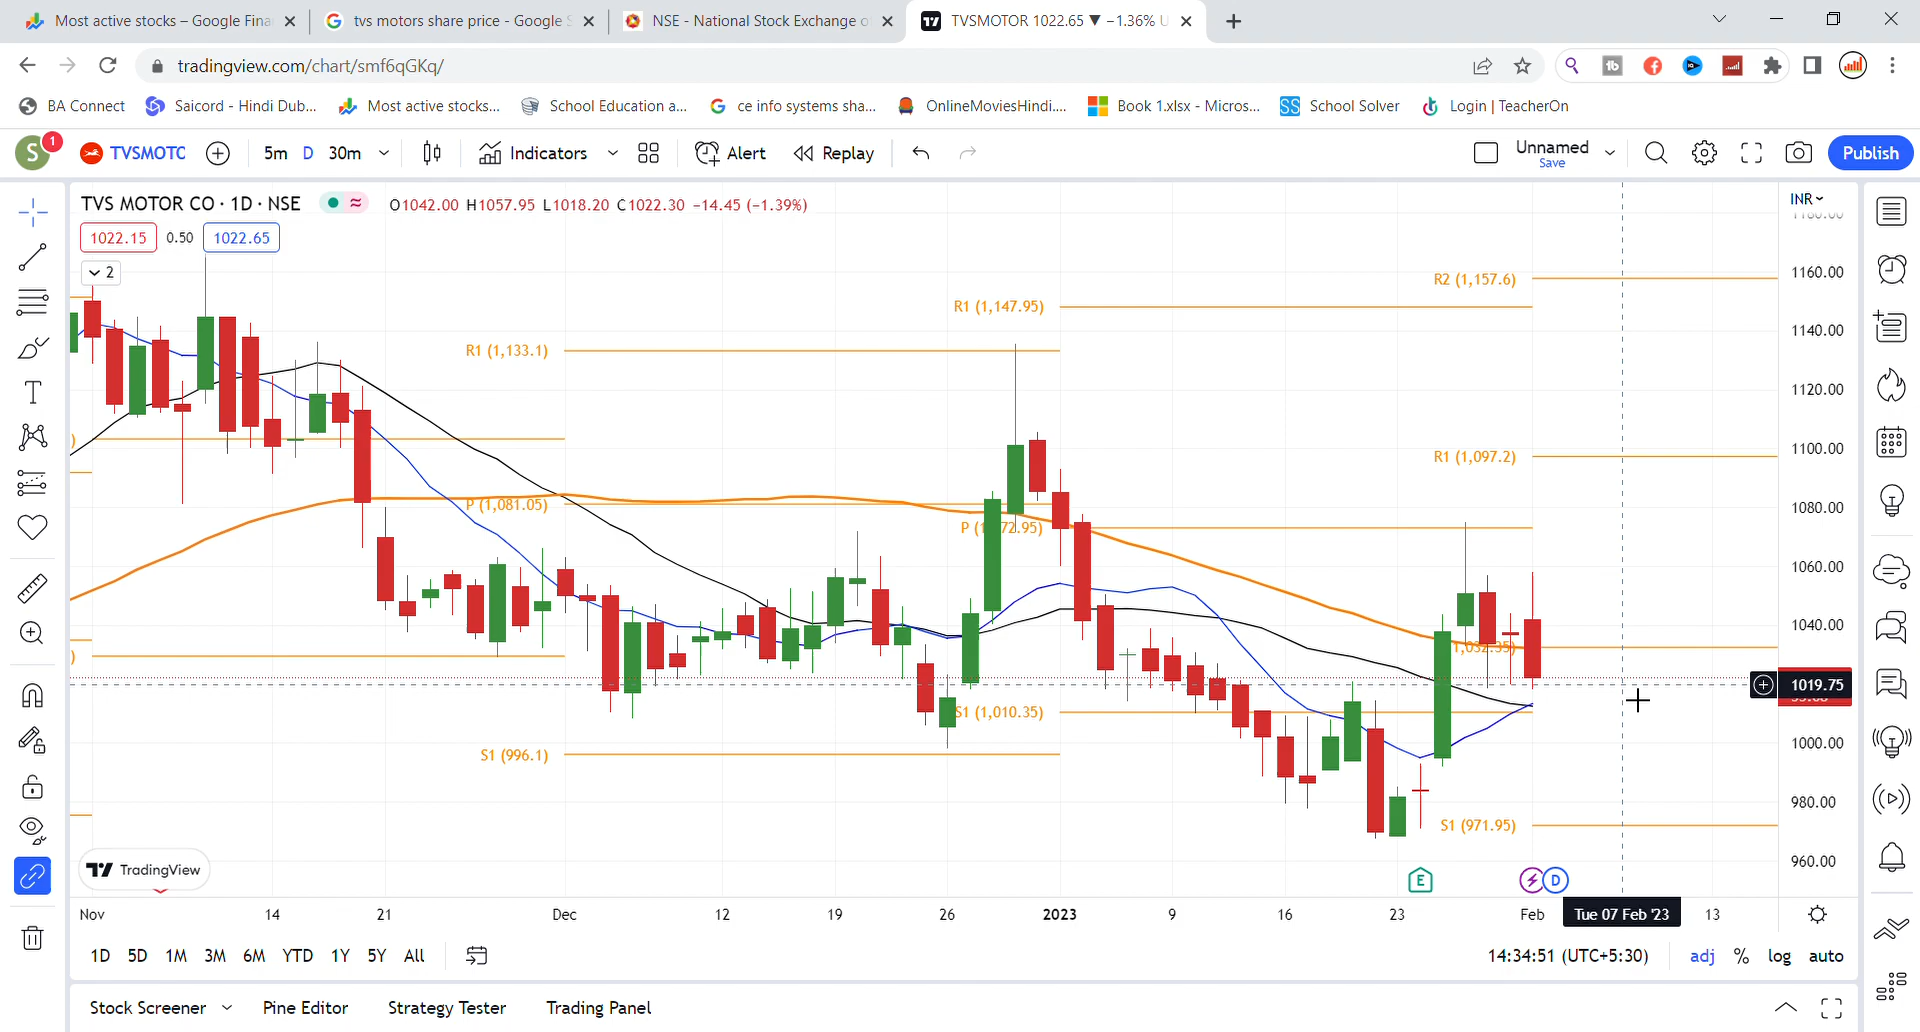 Most active stocks – Google Fina
tvs motors share price - Google S
NSE - National Stock Exchange o
TVSMOTOR 1022.65 ▼ −1.36% U
tradingview.com/chart/smf6qGKq/
BA Connect
Saicord - Hindi Dub...
Most active stocks...
School Education a...
ce info systems sha...
OnlineMoviesHindi....
Book 1.xlsx - Micros...
SS School Solver
Login | TeacherOn
S 1 TVSMOTC 5m D 30m Indicators Alert Replay Unnamed Save Publish
TVS MOTOR CO · 1D · NSE O1042.00 H1057.95 L1018.20 C1022.30 −14.45 (−1.39%) INR
1022.15 0.50 1022.65
2
1160.00
1140.00
1120.00
1100.00
1080.00
1060.00
1040.00
1019.75
1000.00
980.00
960.00
R2 (1,157.6)
R1 (1,147.95)
R1 (1,133.1)
R1 (1,097.2)
P (1,081.05)
S1 (1,010.35)
S1 (996.1)
S1 (971.95)
TradingView
E D
Nov 14 21 Dec 12 19 26 2023 9 16 23 Feb Tue 07 Feb '23 13
1D 5D 1M 3M 6M YTD 1Y 5Y All 14:34:51 (UTC+5:30) adj % log auto
Stock Screener Pine Editor Strategy Tester Trading Panel